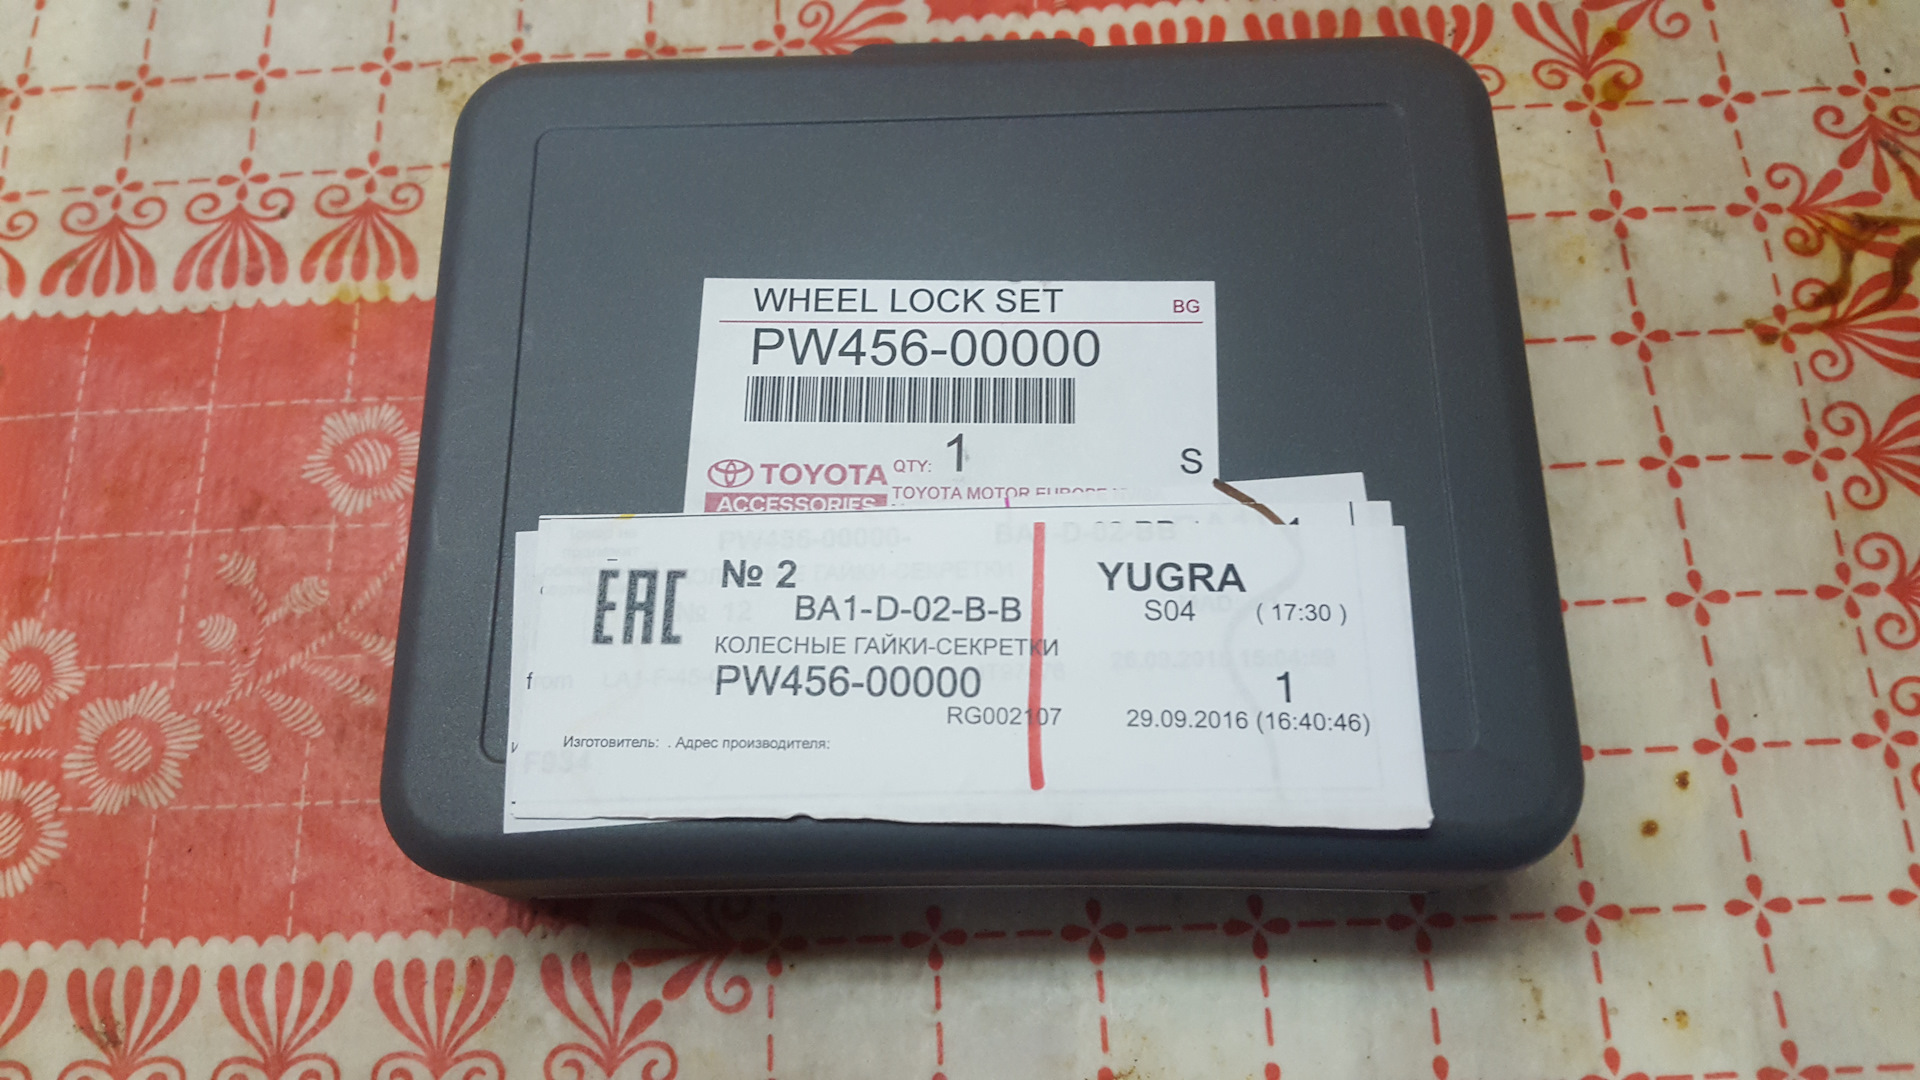 WHEEL LOCK SET BG
PW456-00000
QTY: 1 S
TOYOTA
ACCESSORIES TOYOTA MOTOR EUROPE
EAC № 2 YUGRA
BA1-D-02-B-B S04 ( 17:30 )
КОЛЕСНЫЕ ГАЙКИ-СЕКРЕТКИ
PW456-00000 1
RG002107 29.09.2016 (16:40:46)
Изготовитель: . Адрес производителя: